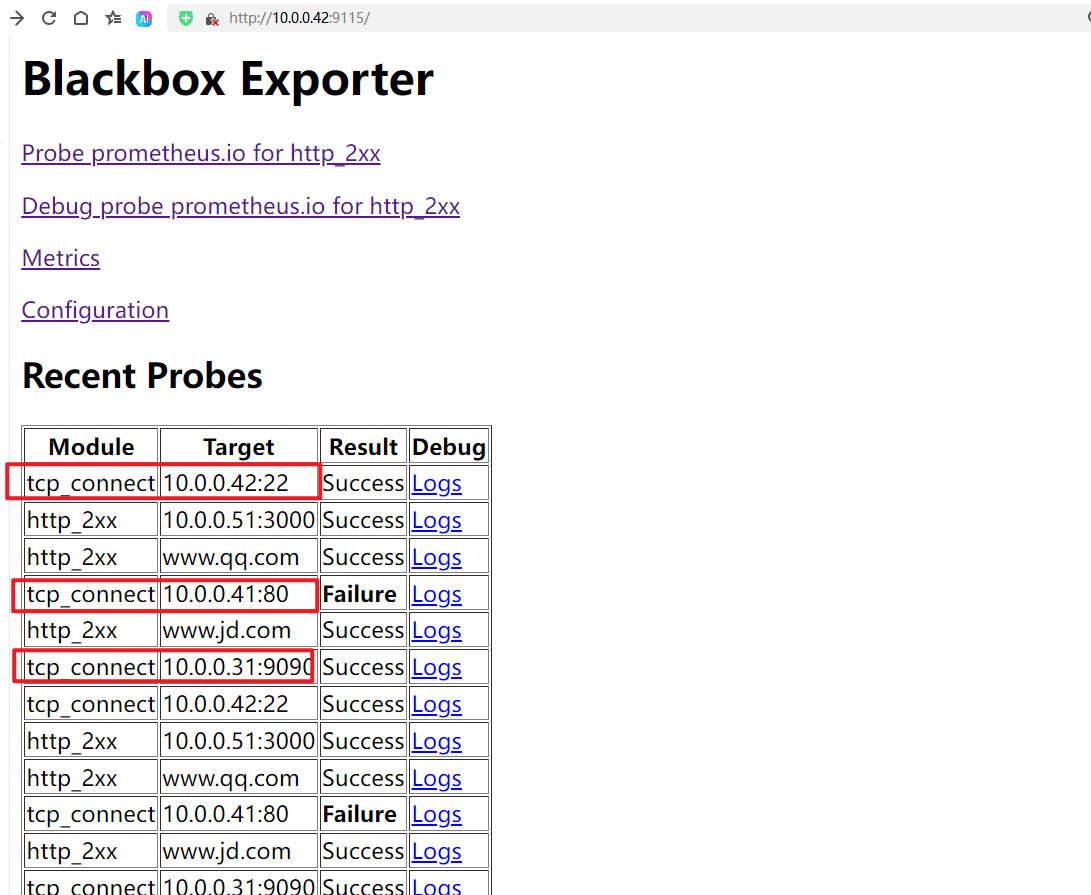 AI http://10.0.0.42:9115/
Blackbox Exporter
Probe prometheus.io for http_2xx
Debug probe prometheus.io for http_2xx
Metrics
Configuration
Recent Probes
Module Target Result Debug
tcp_connect 10.0.0.42:22 Success Logs
http_2xx 10.0.0.51:3000 Success Logs
http_2xx www.qq.com Success Logs
tcp_connect 10.0.0.41:80 Failure Logs
http_2xx www.jd.com Success Logs
tcp_connect 10.0.0.31:9090 Success Logs
tcp_connect 10.0.0.42:22 Success Logs
http_2xx 10.0.0.51:3000 Success Logs
http_2xx www.qq.com Success Logs
tcp_connect 10.0.0.41:80 Failure Logs
http_2xx www.jd.com Success Logs
tcp_connect 10.0.0.31:9090 Success Logs